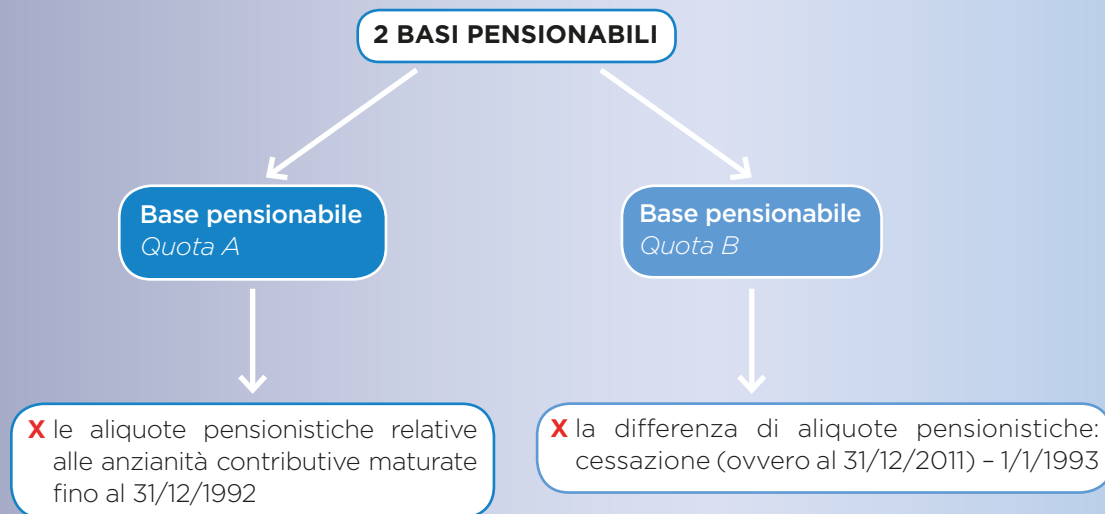 2 BASI PENSIONABILI
Base pensionabile
Quota A
Base pensionabile
Quota B
X le aliquote pensionistiche relative
alle anzianità contributive maturate
fino al 31/12/1992
X la differenza di aliquote pensionistiche:
cessazione (ovvero al 31/12/2011) – 1/1/1993